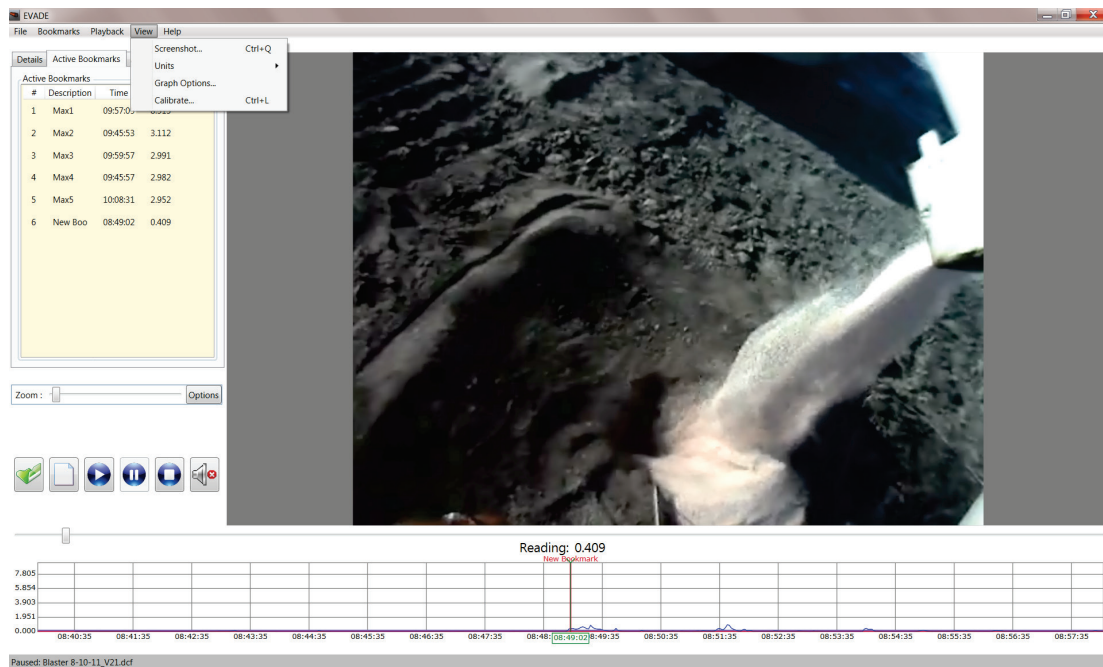 EVADE
File Bookmarks Playback View Help
Screenshot... Ctrl+Q
Units
Graph Options...
Calibrate... Ctrl+L
Details Active Bookmarks
Active Bookmarks
# Description Time
1 Max1
2 Max2 09:45:53 3.112
3 Max3 09:59:57 2.991
4 Max4 09:45:57 2.982
5 Max5 10:08:31 2.952
6 New Boo 08:49:02 0.409
Zoom : Options
Reading: 0.409
New Bookmark
7.805
5.854
3.903
1.951
0.000
08:40:35 08:41:35 08:42:35 08:43:35 08:44:35 08:45:35 08:46:35 08:47:35 08:48: 08:49:02 8:49:35 08:50:35 08:51:35 08:52:35 08:53:35 08:54:35 08:55:35 08:56:35 08:57:35
Paused: Blaster 8-10-11_V21.dcf